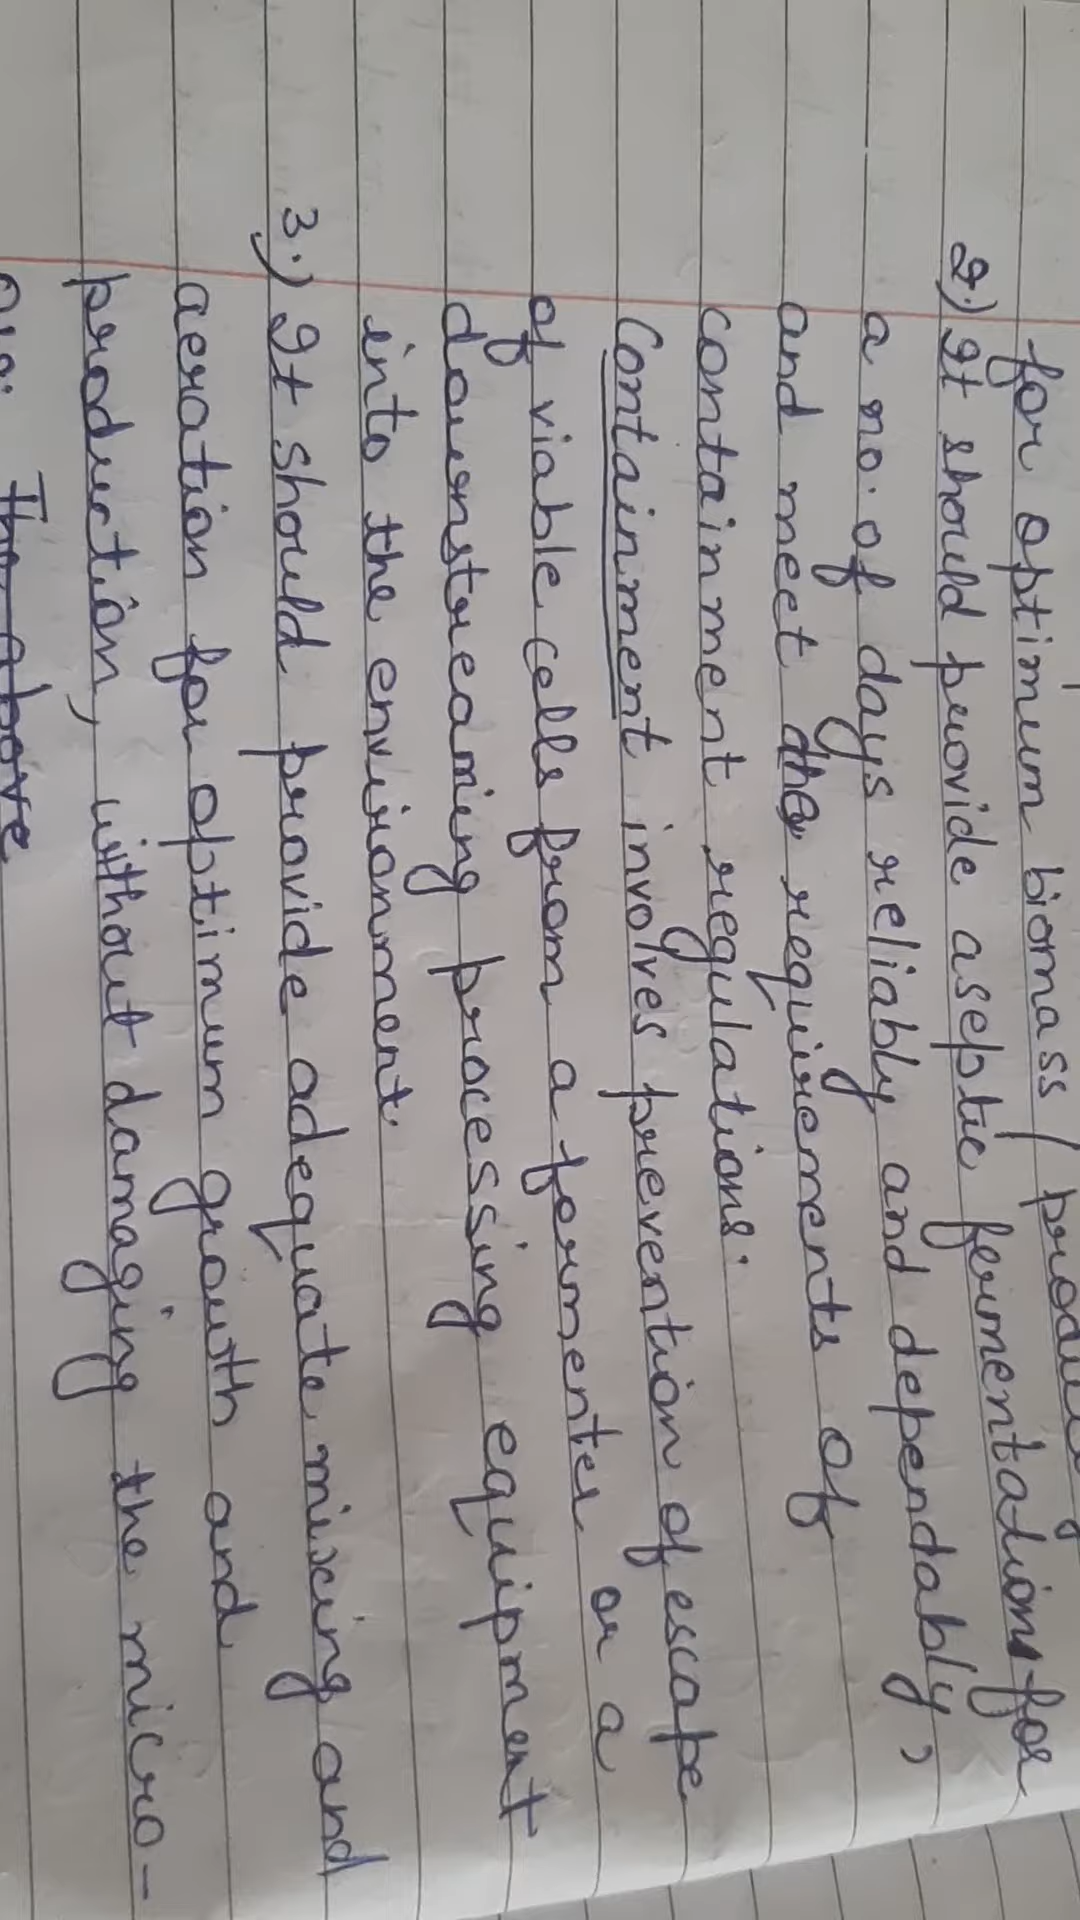 for optimum biomass /
2.) It should provide aseptic fermentations for
a no. of days reliably and dependably,
and meet the requirements of
containment regulations.
Containment involves prevention of escape
of viable cells from a fermenter or a
downstreaming processing equipment
into the environment.
3.) It should provide adequate mixing and
aeration for optimum growth and
production, without damaging the micro-
The above